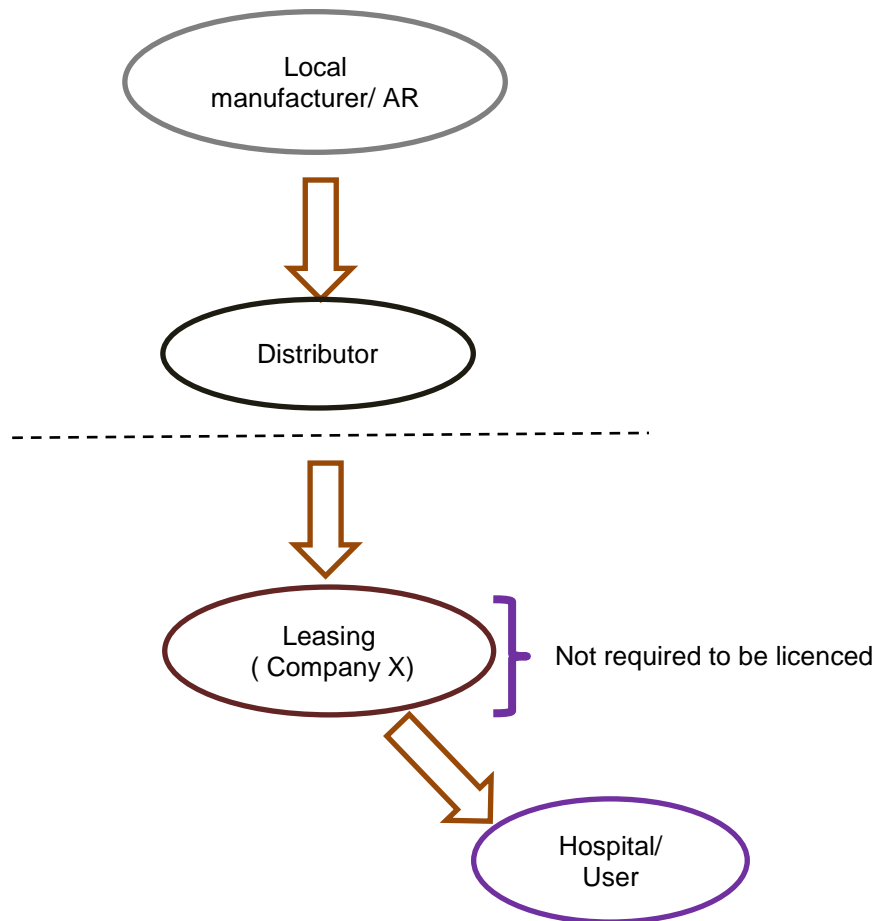 Local
manufacturer/ AR
Distributor
Leasing
( Company X)
Not required to be licenced
Hospital/
User